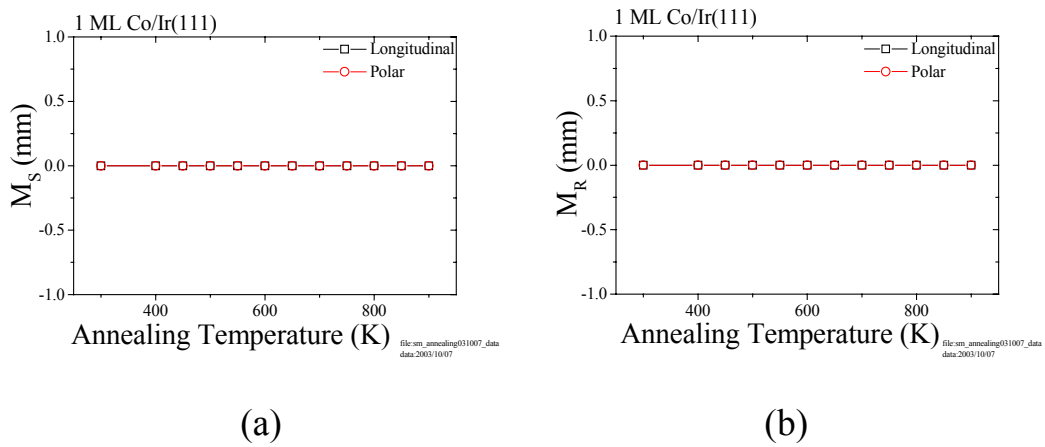 1 ML Co/Ir(111)
Longitudinal
Polar
1.0
0.5
0.0
-0.5
-1.0
M_S (mm)
400 600 800
Annealing Temperature (K)
file:sm_annealing031007_data
data:2003/10/07
(a)
1 ML Co/Ir(111)
Longitudinal
Polar
1.0
0.5
0.0
-0.5
-1.0
M_R (mm)
400 600 800
Annealing Temperature (K)
file:sm_annealing031007_data
data:2003/10/07
(b)